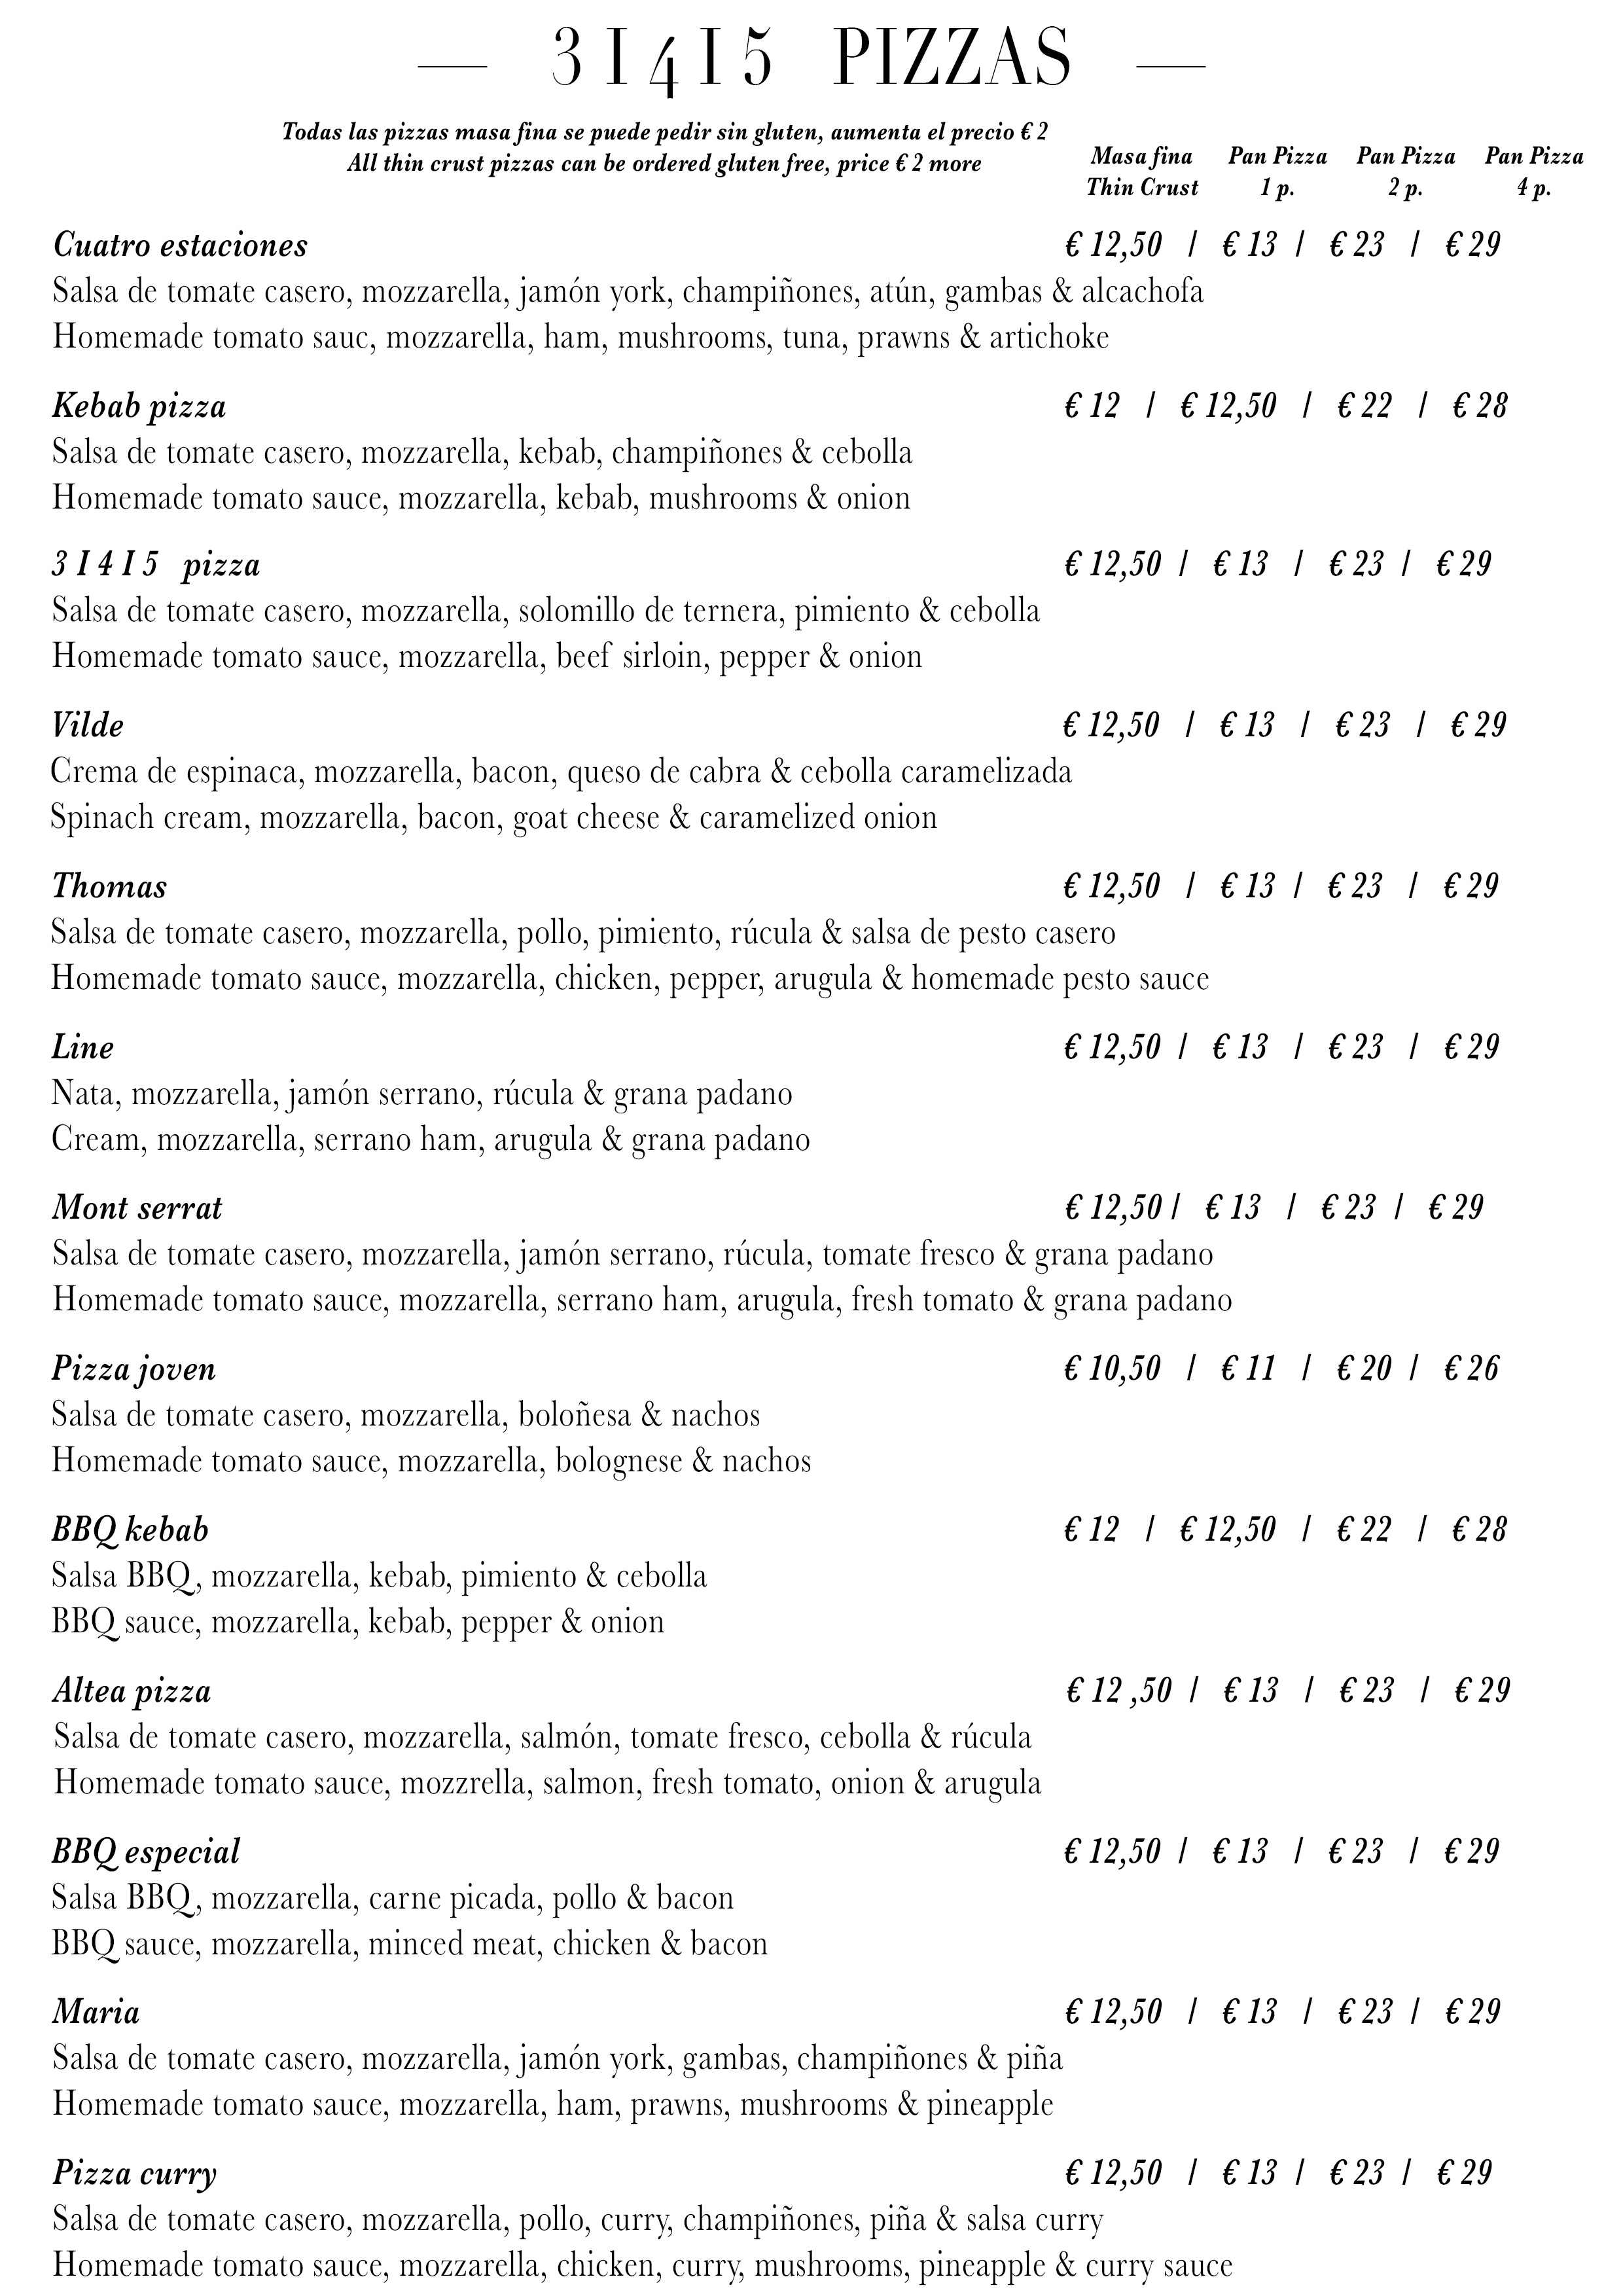 — 3 I 4 I 5 PIZZAS —
Todas las pizzas masa fina se puede pedir sin gluten, aumenta el precio € 2
All thin crust pizzas can be ordered gluten free, price € 2 more
Masa fina Pan Pizza Pan Pizza Pan Pizza
Thin Crust 1 p. 2 p. 4 p.
Cuatro estaciones € 12,50 / € 13 / € 23 / € 29
Salsa de tomate casero, mozzarella, jamón york, champiñones, atún, gambas & alcachofa
Homemade tomato sauc, mozzarella, ham, mushrooms, tuna, prawns & artichoke
Kebab pizza € 12 / € 12,50 / € 22 / € 28
Salsa de tomate casero, mozzarella, kebab, champiñones & cebolla
Homemade tomato sauce, mozzarella, kebab, mushrooms & onion
3 I 4 I 5 pizza € 12,50 / € 13 / € 23 / € 29
Salsa de tomate casero, mozzarella, solomillo de ternera, pimiento & cebolla
Homemade tomato sauce, mozzarella, beef sirloin, pepper & onion
Vilde € 12,50 / € 13 / € 23 / € 29
Crema de espinaca, mozzarella, bacon, queso de cabra & cebolla caramelizada
Spinach cream, mozzarella, bacon, goat cheese & caramelized onion
Thomas € 12,50 / € 13 / € 23 / € 29
Salsa de tomate casero, mozzarella, pollo, pimiento, rúcula & salsa de pesto casero
Homemade tomato sauce, mozzarella, chicken, pepper, arugula & homemade pesto sauce
Line € 12,50 / € 13 / € 23 / € 29
Nata, mozzarella, jamón serrano, rúcula & grana padano
Cream, mozzarella, serrano ham, arugula & grana padano
Mont serrat € 12,50 / € 13 / € 23 / € 29
Salsa de tomate casero, mozzarella, jamón serrano, rúcula, tomate fresco & grana padano
Homemade tomato sauce, mozzarella, serrano ham, arugula, fresh tomato & grana padano
Pizza joven € 10,50 / € 11 / € 20 / € 26
Salsa de tomate casero, mozzarella, boloñesa & nachos
Homemade tomato sauce, mozzarella, bolognese & nachos
BBQ kebab € 12 / € 12,50 / € 22 / € 28
Salsa BBQ, mozzarella, kebab, pimiento & cebolla
BBQ sauce, mozzarella, kebab, pepper & onion
Altea pizza € 12 ,50 / € 13 / € 23 / € 29
Salsa de tomate casero, mozzarella, salmón, tomate fresco, cebolla & rúcula
Homemade tomato sauce, mozzrella, salmon, fresh tomato, onion & arugula
BBQ especial € 12,50 / € 13 / € 23 / € 29
Salsa BBQ, mozzarella, carne picada, pollo & bacon
BBQ sauce, mozzarella, minced meat, chicken & bacon
Maria € 12,50 / € 13 / € 23 / € 29
Salsa de tomate casero, mozzarella, jamón york, gambas, champiñones & piña
Homemade tomato sauce, mozzarella, ham, prawns, mushrooms & pineapple
Pizza curry € 12,50 / € 13 / € 23 / € 29
Salsa de tomate casero, mozzarella, pollo, curry, champiñones, piña & salsa curry
Homemade tomato sauce, mozzarella, chicken, curry, mushrooms, pineapple & curry sauce